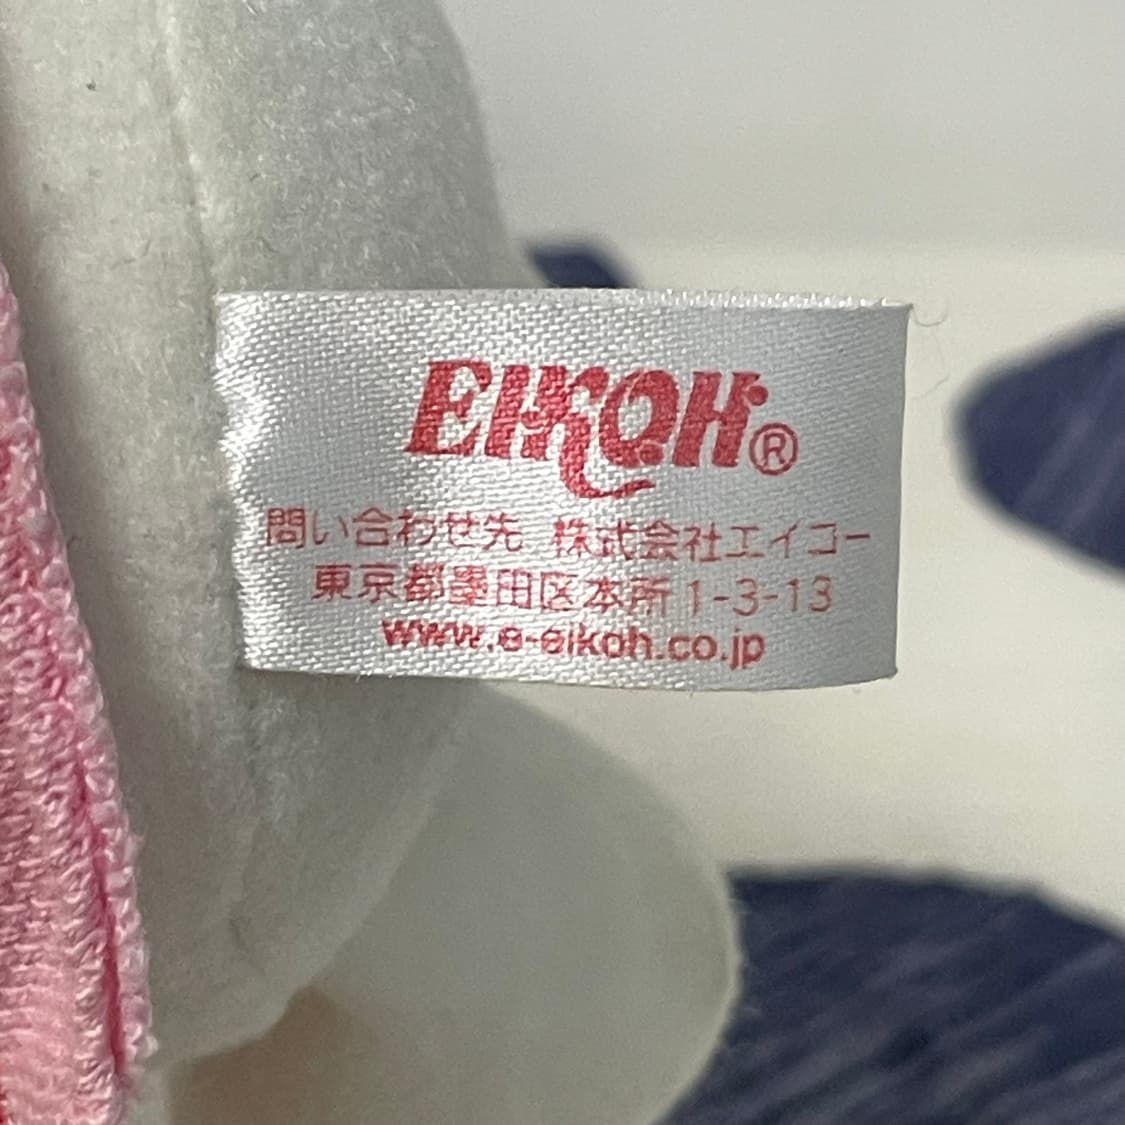 EIKOH®
問い合わせ先 株式会社エイコー
東京都墨田区本所1-3-13
www.e-eikoh.co.jp